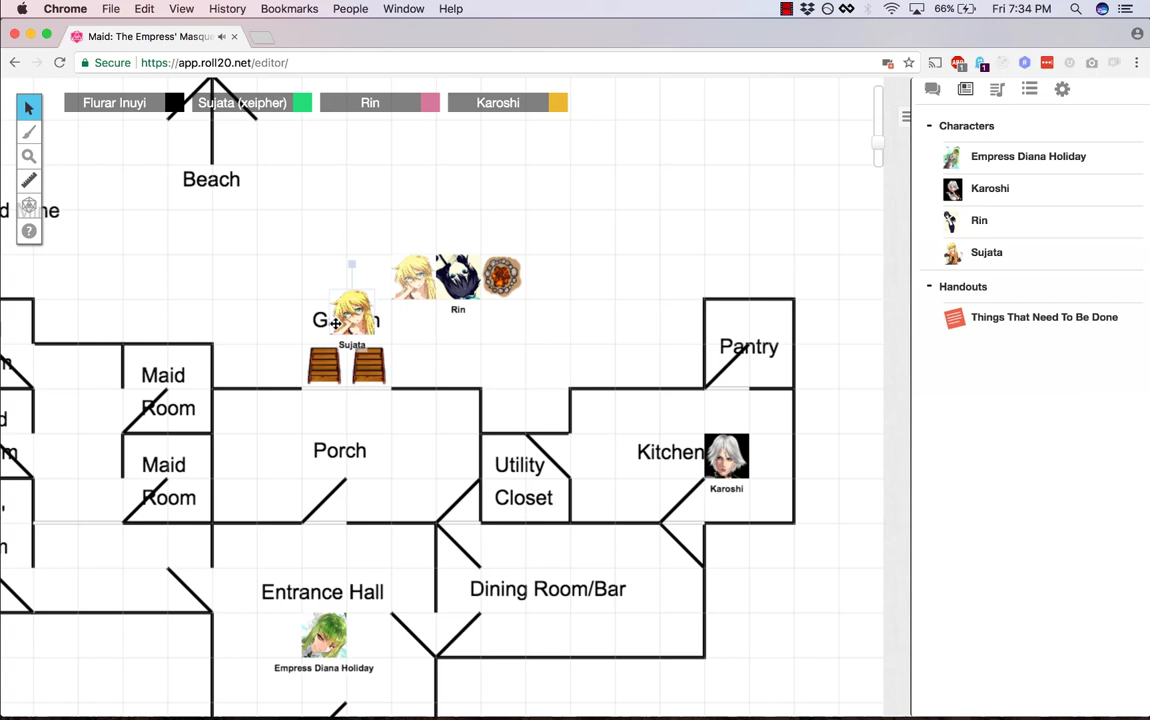 Chrome File Edit View History Bookmarks People Window Help
66% Fri 7:34 PM
Maid: The Empress' Masque
Secure https://app.roll20.net/editor/
Flurar Inuyi Sujata (xeipher) Rin Karoshi
Characters
Empress Diana Holiday
Karoshi
Rin
Sujata
Handouts
Things That Need To Be Done
Beach
Rin
Sujata
Pantry
Maid
Room
Porch
Kitchen
Karoshi
Maid
Room
Utility
Closet
Entrance Hall
Dining Room/Bar
Empress Diana Holiday